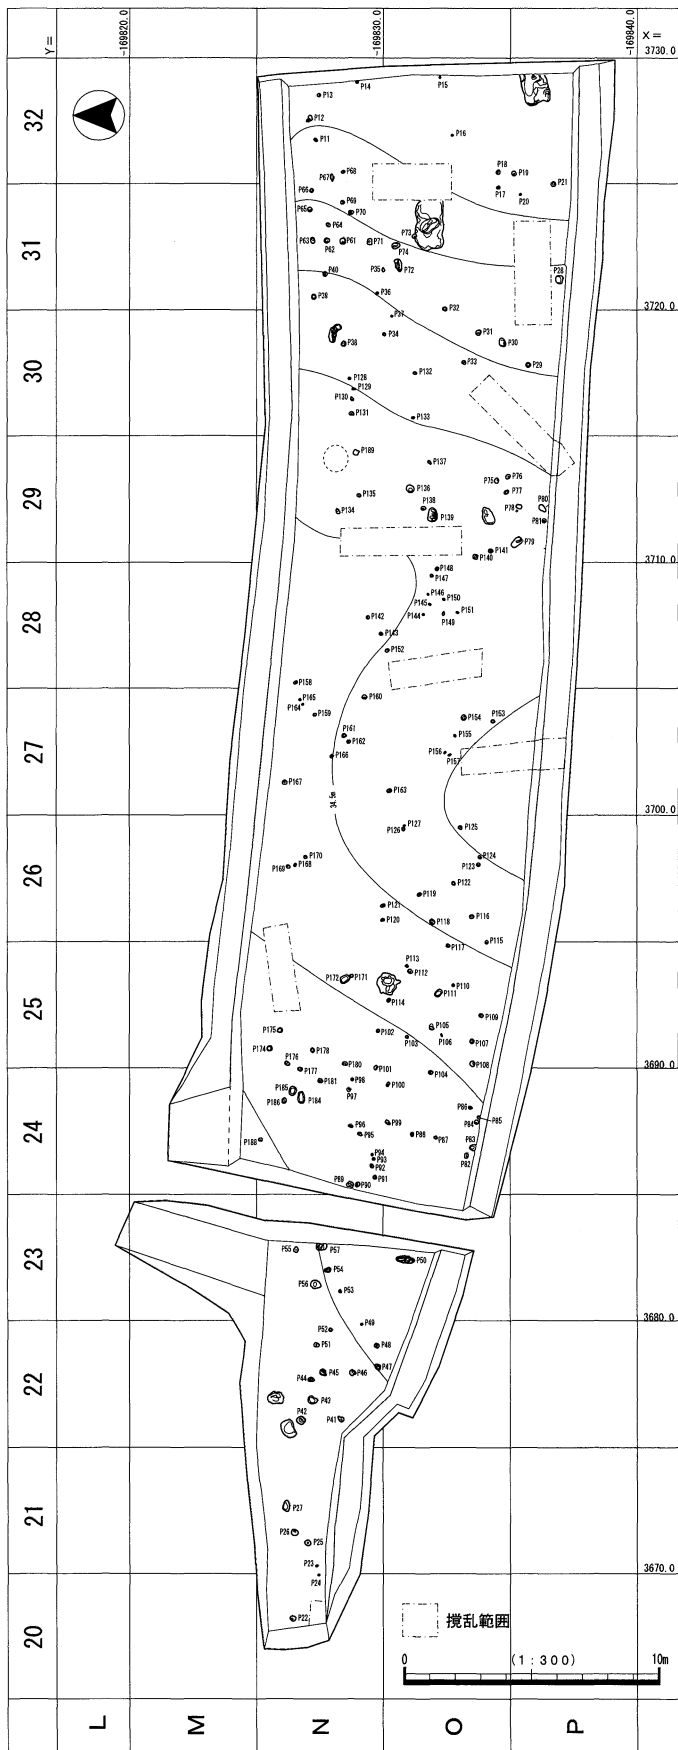 Y=
-169820.0
-169830.0
-169840.0
X=
3730.0
32
P13
P14
P15
P12
P11
P16
P68
P67
P18
P19
P66
P17
P20
P21
P69
P65
P70
P64
P73
31
P63
P62
P61
P71
P74
P40
P35
P72
P28
P36
P39
P32
3720.0
P37
P34
P31
P38
P30
30
P33
P29
P128
P132
P129
P130
P131
P133
P189
P137
P76
P75
29
P135
P136
P77
P134
P138
P78
P80
P139
P81
P79
P141
P140
3710.0
P148
P147
P146
P150
P145
28
P142
P144
P149
P151
P143
P152
P158
P160
P165
P164
P159
P154
P153
P161
P155
P162
27
P166
P156
P157
P167
34.5m
P163
3700.0
P127
P126
P125
P170
P124
26
P169
P168
P123
P122
P119
P121
P120
P118
P116
P117
P115
P113
P172
P171
P112
P110
P111
25
P114
P109
P175
P102
P105
P103
P106
P107
P174
P178
P176
P180
P108
3690.0
P177
P101
P104
P181
P98
P100
P185
P97
P186
P184
P86
P85
P84
P96
P99
24
P95
P88
P87
P188
P83
P94
P93
P82
P92
P91
P89
P90
P55
P57
23
P50
P54
P56
P53
P49
3680.0
P52
P51
P48
P47
P45
P46
22
P44
P43
P42
P41
P27
21
P26
P25
P23
3670.0
P24
20
P22
撹乱範囲
0
(1:300)
10m
L
M
N
O
P